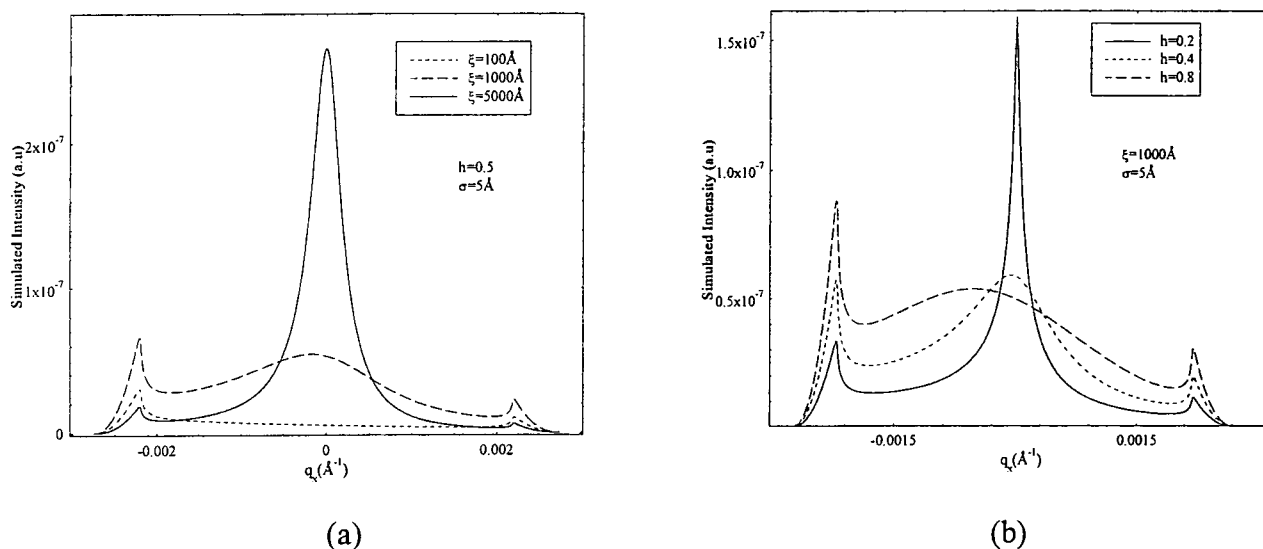 ξ=100Å
ξ=1000Å
ξ=5000Å
h=0.5
σ=5Å
Simulated Intensity (a.u)
2x10⁻⁷
1x10⁻⁷
0
-0.002
0
0.002
qₓ(Å⁻¹)
(a)
h=0.2
h=0.4
h=0.8
ξ=1000Å
σ=5Å
Simulated Intensity (a.u)
1.5x10⁻⁷
1.0x10⁻⁷
0.5x10⁻⁷
-0.0015
0.0015
qₓ(Å⁻¹)
(b)